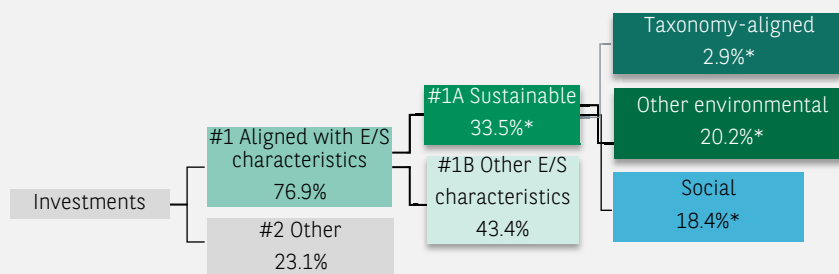 Investments
#1 Aligned with E/S
characteristics
76.9%
#2 Other
23.1%
#1A Sustainable
33.5%*
#1B Other E/S
characteristics
43.4%
Taxonomy-aligned
2.9%*
Other environmental
20.2%*
Social
18.4%*